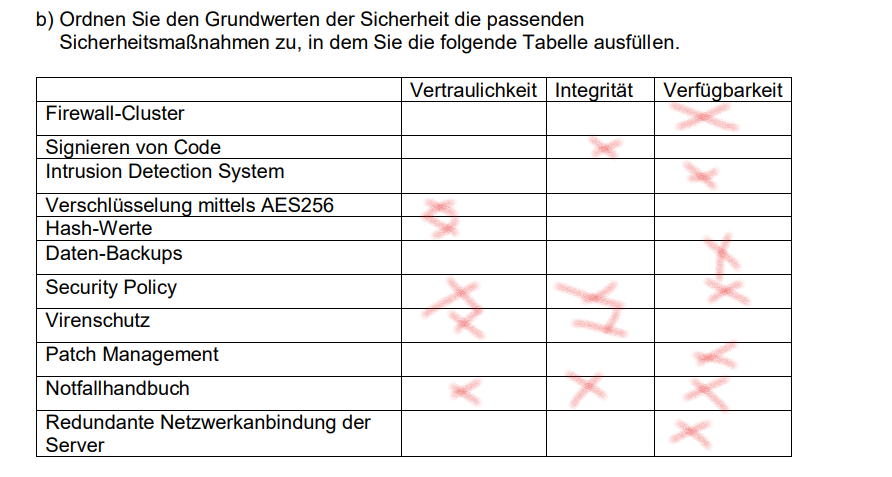 b) Ordnen Sie den Grundwerten der Sicherheit die passenden
Sicherheitsmaßnahmen zu, in dem Sie die folgende Tabelle ausfüllen.
Vertraulichkeit Integrität Verfügbarkeit
Firewall-Cluster
Signieren von Code
Intrusion Detection System
Verschlüsselung mittels AES256
Hash-Werte
Daten-Backups
Security Policy
Virenschutz
Patch Management
Notfallhandbuch
Redundante Netzwerkanbindung der
Server